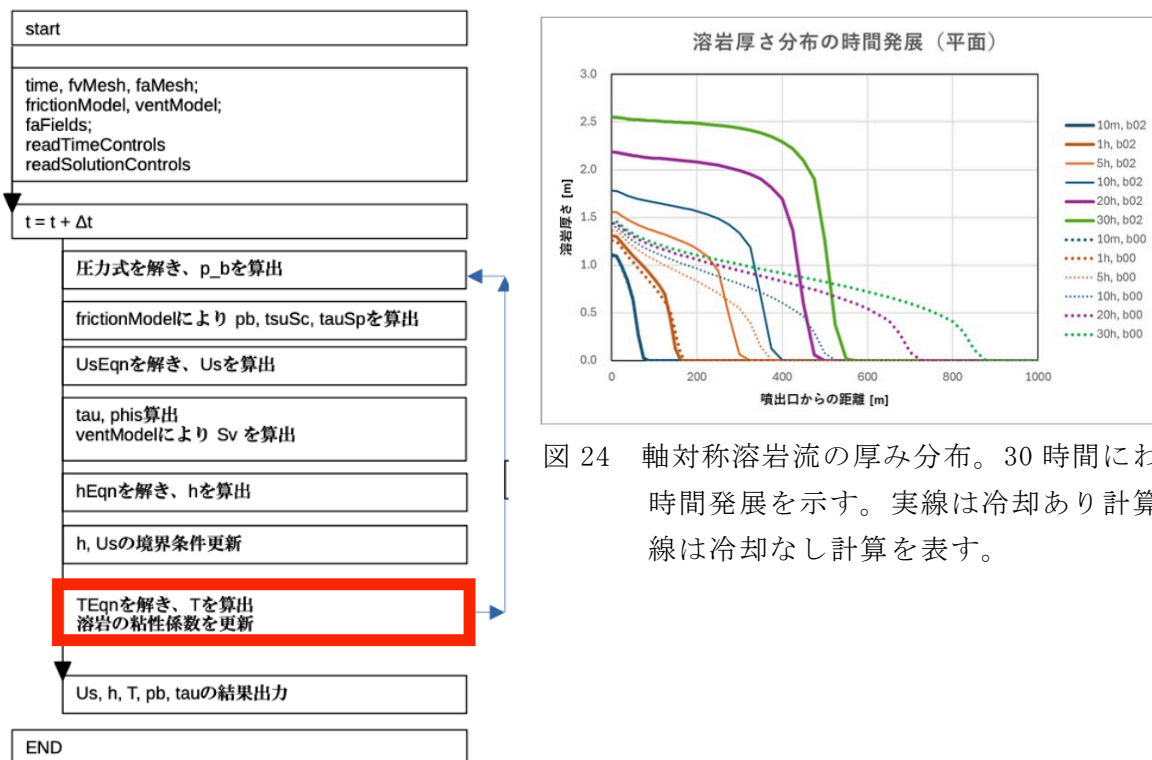 start
time, fvMesh, faMesh;
frictionModel, ventModel;
faFields;
readTimeControls
readSolutionControls
t = t + Δt
圧力式を解き、p_bを算出
frictionModelにより pb, tsuSc, tauSpを算出
UsEqnを解き、Usを算出
tau, phis算出
ventModelにより Sv を算出
hEqnを解き、hを算出
h, Usの境界条件更新
TEqnを解き、Tを算出
溶岩の粘性係数を更新
Us, h, T, pb, tauの結果出力
END
溶岩厚さ分布の時間発展（平面）
溶岩厚さ [m]
3.0
2.5
2.0
1.5
1.0
0.5
0.0
0 200 400 600 800 1000
噴出口からの距離 [m]
10m, b02
1h, b02
5h, b02
10h, b02
20h, b02
30h, b02
10m, b00
1h, b00
5h, b00
10h, b00
20h, b00
30h, b00
図 24 軸対称溶岩流の厚み分布。30 時間にわ
時間発展を示す。実線は冷却あり計算
線は冷却なし計算を表す。